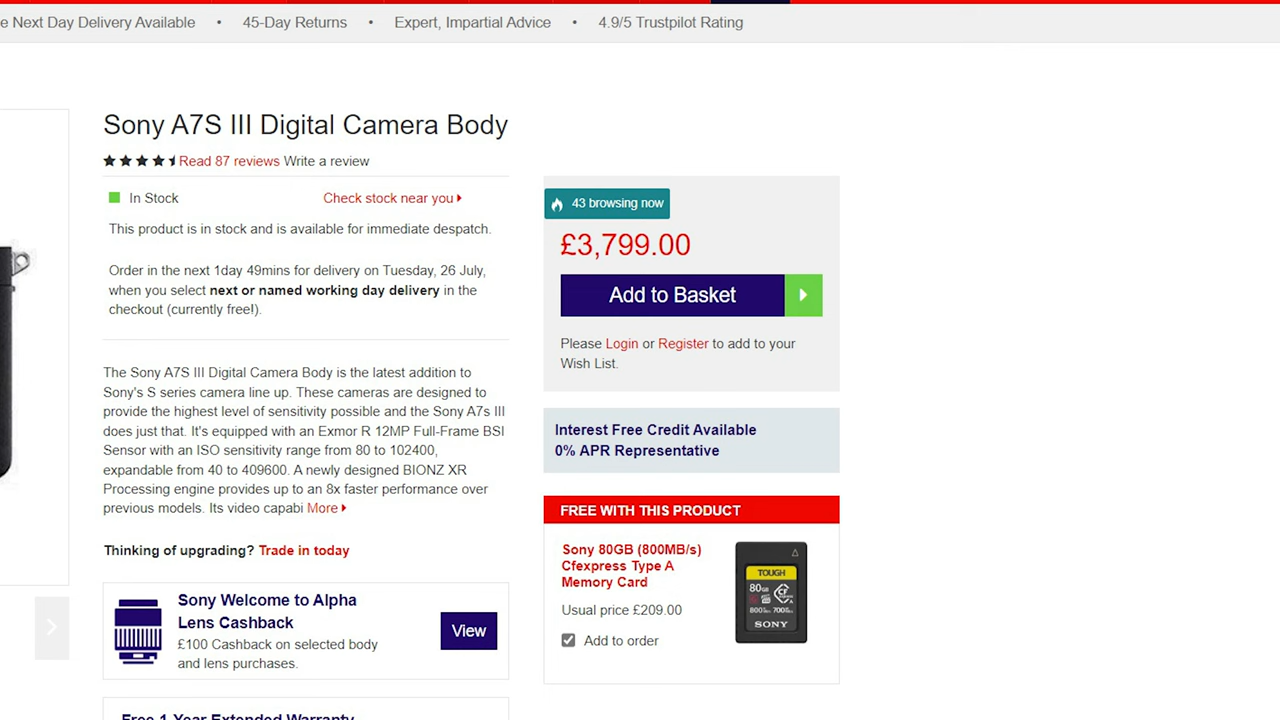 e Next Day Delivery Available • 45-Day Returns • Expert, Impartial Advice • 4.9/5 Trustpilot Rating
Sony A7S III Digital Camera Body
Read 87 reviews Write a review
In Stock Check stock near you
This product is in stock and is available for immediate despatch.
Order in the next 1day 49mins for delivery on Tuesday, 26 July,
when you select next or named working day delivery in the
checkout (currently free!).
The Sony A7S III Digital Camera Body is the latest addition to
Sony's S series camera line up. These cameras are designed to
provide the highest level of sensitivity possible and the Sony A7s III
does just that. It's equipped with an Exmor R 12MP Full-Frame BSI
Sensor with an ISO sensitivity range from 80 to 102400,
expandable from 40 to 409600. A newly designed BIONZ XR
Processing engine provides up to an 8x faster performance over
previous models. Its video capabi More
Thinking of upgrading? Trade in today
Sony Welcome to Alpha
Lens Cashback
£100 Cashback on selected body
and lens purchases.
View
Free 1 Year Extended Warranty
43 browsing now
£3,799.00
Add to Basket
Please Login or Register to add to your
Wish List.
Interest Free Credit Available
0% APR Representative
FREE WITH THIS PRODUCT
Sony 80GB (800MB/s)
Cfexpress Type A
Memory Card
Usual price £209.00
Add to order
TOUGH
80GB
CF
SONY